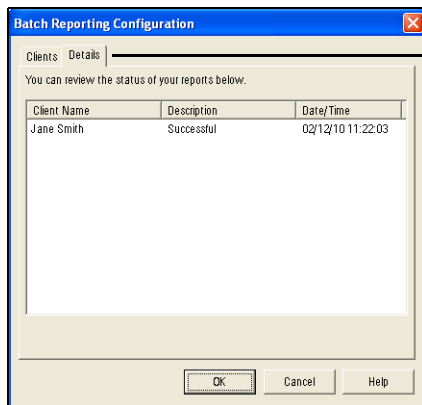 Batch Reporting Configuration
Clients Details
You can review the status of your reports below.
Client Name Description Date/Time
Jane Smith Successful 02/12/10 11:22:03
OK Cancel Help